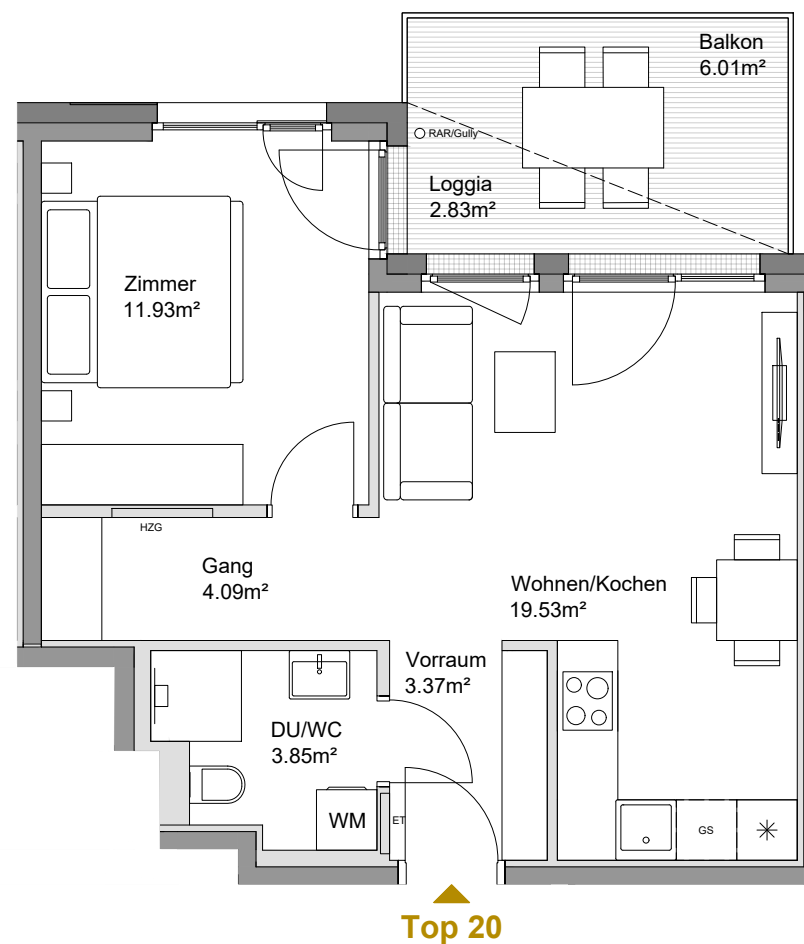 Balkon
6.01m²
RAR/Gully
Loggia
2.83m²
Zimmer
11.93m²
HZG
Gang
4.09m²
Wohnen/Kochen
19.53m²
Vorraum
3.37m²
DU/WC
3.85m²
WM
ET
GS
Top 20